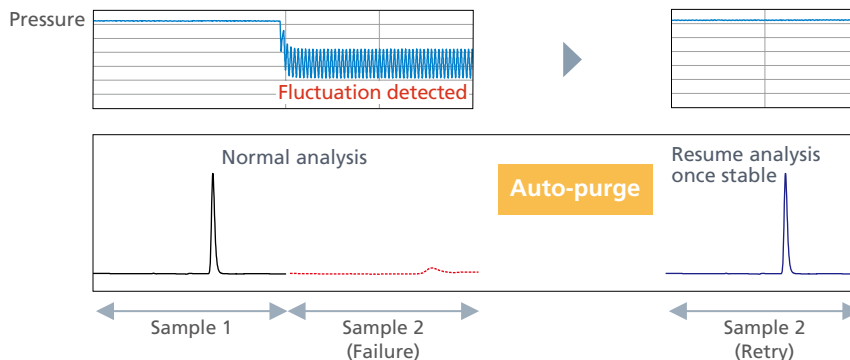 Pressure
Fluctuation detected
Normal analysis
Auto-purge
Resume analysis
once stable
Sample 1
Sample 2
(Failure)
Sample 2
(Retry)